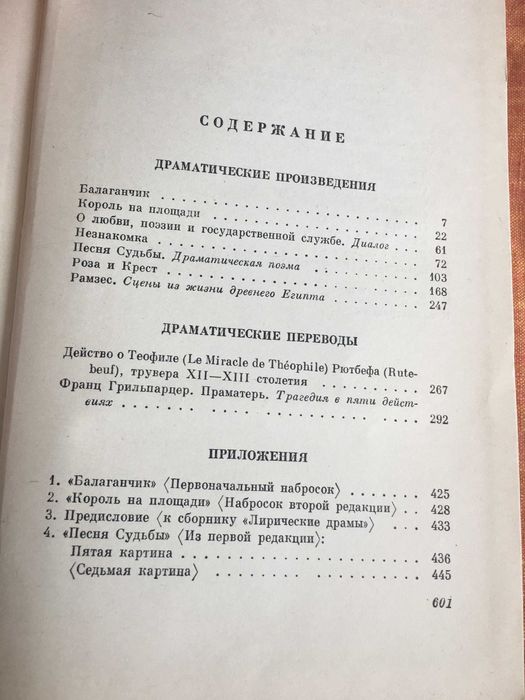 СОДЕРЖАНИЕ
ДРАМАТИЧЕСКИЕ ПРОИЗВЕДЕНИЯ
Балаганчик . . . . . . . . . . . . . . . . . 7
Король на площади . . . . . . . . . . . . . . 22
О любви, поэзии и государственной службе. Диалог . . . 61
Незнакомка . . . . . . . . . . . . . . . . . 72
Песня Судьбы. Драматическая поэма . . . . . . . . 103
Роза и Крест . . . . . . . . . . . . . . . . 168
Рамзес. Сцены из жизни древнего Египта . . . . . . . 247
ДРАМАТИЧЕСКИЕ ПЕРЕВОДЫ
Действо о Теофиле (Le Miracle de Théophile) Рютбефа (Rute-
beuf), трувера XII—XIII столетия . . . . . . . . 267
Франц Грильпарцер. Праматерь. Трагедия в пяти дейст-
виях . . . . . . . . . . . . . . . . 292
ПРИЛОЖЕНИЯ
1. «Балаганчик» ⟨Первоначальный набросок⟩ . . . . . . 425
2. «Король на площади» ⟨Набросок второй редакции⟩ . . 428
3. Предисловие ⟨к сборнику «Лирические драмы»⟩ . . . 433
4. «Песня Судьбы» ⟨Из первой редакции⟩:
Пятая картина . . . . . . . . . . . . . . 436
⟨Седьмая картина⟩ . . . . . . . . . . . . 445
601